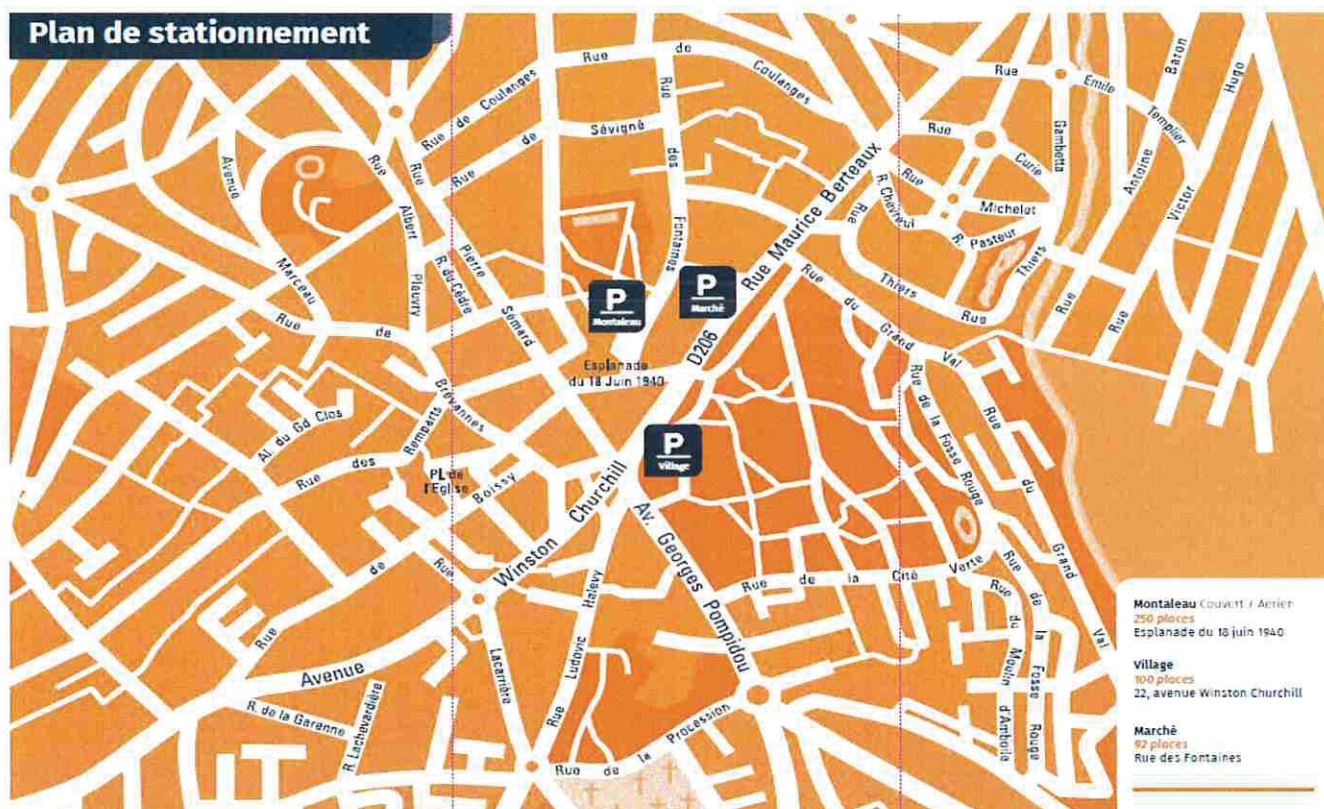 Plan de stationnement
Rue de Coulanges
Rue de Coulanges
Rue de Sévigné
Rue des Fontaines
Rue Maurice Berteaux
D206
Rue Emile Templier
Rue Curie
Gambetta
Rue Michelet
R. Chevreul
R. Pasteur
Rue Thiers
Rue Thiers
Rue Antoine Baron
Rue Victor Hugo
Avenue Marceau
Rue
Rue Albert Pleuvry
R. du Cèdre
Pierre Sémard
Rue de Brévannes
P
Montaleau
P
Marché
Esplanade
du 18 Juin 1940
P
Village
Rue du Grand Val
Rue de la Fosse Rouge
Rue du Grand Val
Al. du Gd Clos
Rue des Remparts
PL de
l'Eglise
Rue de Boissy
Avenue Winston Churchill
Av. Georges Pompidou
Rue de la Cité Verte
Rue Lacarrière
Rue Ludovic Halévy
Rue de la Procession
R. de la Garenne
R. Lachevardière
Rue du Moulin d'Amboile
Rue de la Fosse Rouge
Montaleau Couvert / Aerien
250 places
Esplanade du 18 juin 1940
Village
100 places
22, avenue Winston Churchill
Marché
92 places
Rue des Fontaines